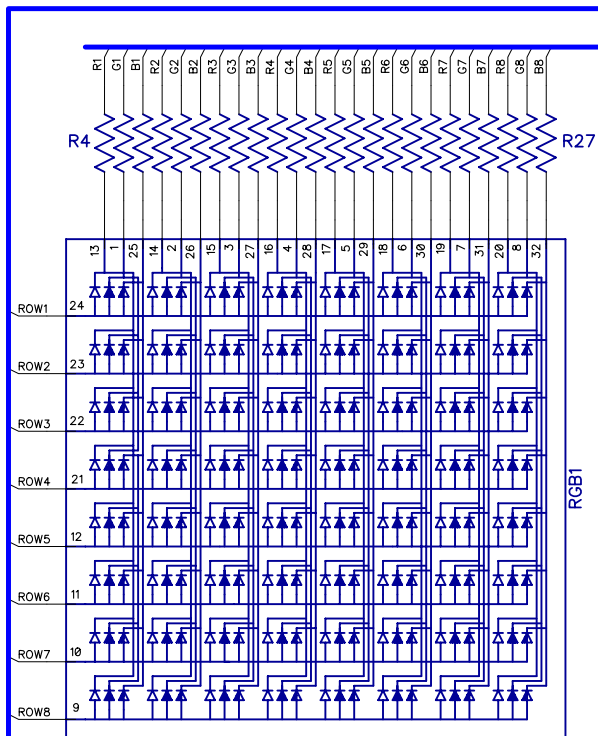 R1 G1 B1 R2 G2 B2 R3 G3 B3 R4 G4 B4 R5 G5 B5 R6 G6 B6 R7 G7 B7 R8 G8 B8
R4 R27
13 1 25 14 2 26 15 3 27 16 4 28 17 5 29 18 6 30 19 7 31 20 8 32
ROW1 24
ROW2 23
ROW3 22
ROW4 21
RGB1
ROW5 12
ROW6 11
ROW7 10
ROW8 9